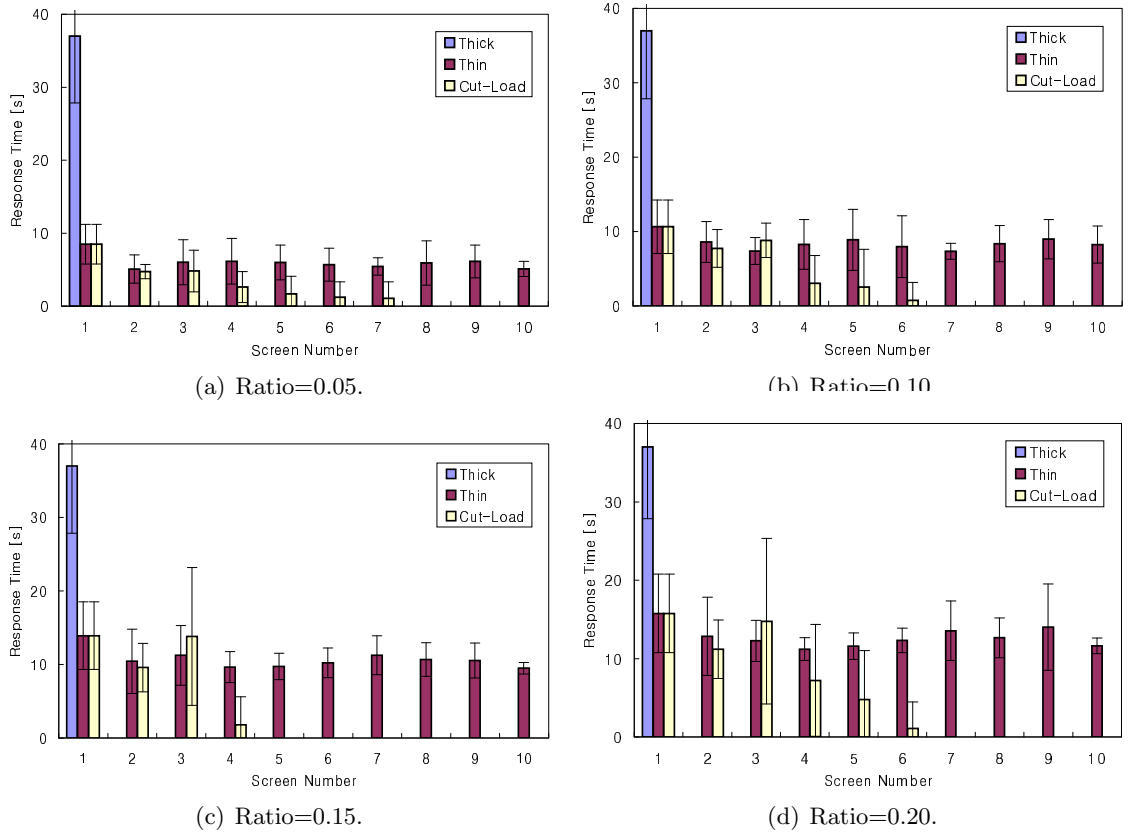 40
30
20
10
0
Response Time [s]
Thick
Thin
Cut-Load
1 2 3 4 5 6 7 8 9 10
Screen Number
(a) Ratio=0.05.
40
30
20
10
0
Response Time [s]
Thick
Thin
Cut-Load
1 2 3 4 5 6 7 8 9 10
Screen Number
(b) Ratio=0.10
40
30
20
10
0
Response Time [s]
Thick
Thin
Cut-Load
1 2 3 4 5 6 7 8 9 10
Screen Number
(c) Ratio=0.15.
40
30
20
10
0
Response Time [s]
Thick
Thin
Cut-Load
1 2 3 4 5 6 7 8 9 10
Screen Number
(d) Ratio=0.20.